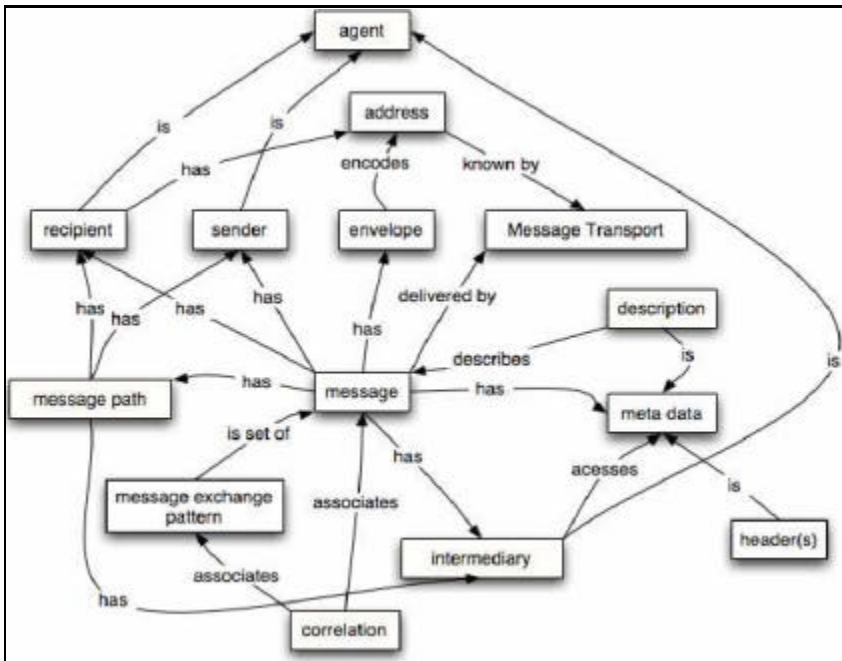 agent
is
is
address
has
encodes
known by
recipient
sender
envelope
Message Transport
has
has
has
has
delivered by
description
describes
is
is
message path
has
message
has
meta data
is set of
has
acesses
message exchange
pattern
associates
is
intermediary
header(s)
associates
has
correlation